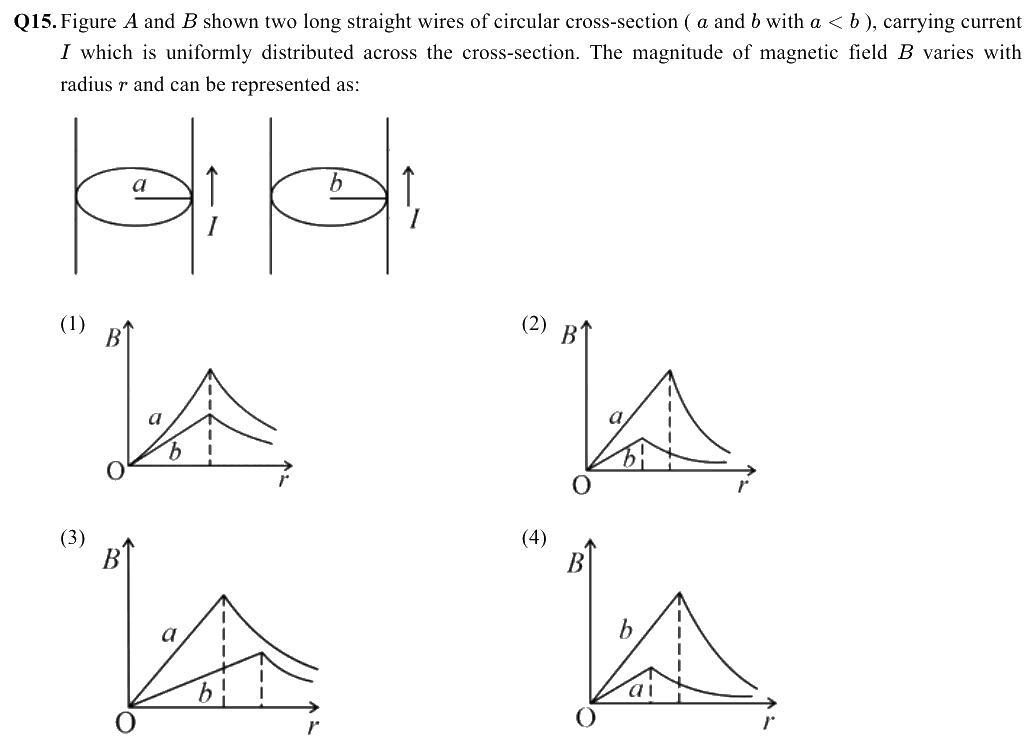 Q15. Figure A and B shown two long straight wires of circular cross-section ( a and b with a < b ), carrying current
I which is uniformly distributed across the cross-section. The magnitude of magnetic field B varies with
radius r and can be represented as:
a I b I
(1) B a b O r
(2) B a b O r
(3) B a b O r
(4) B b a O r